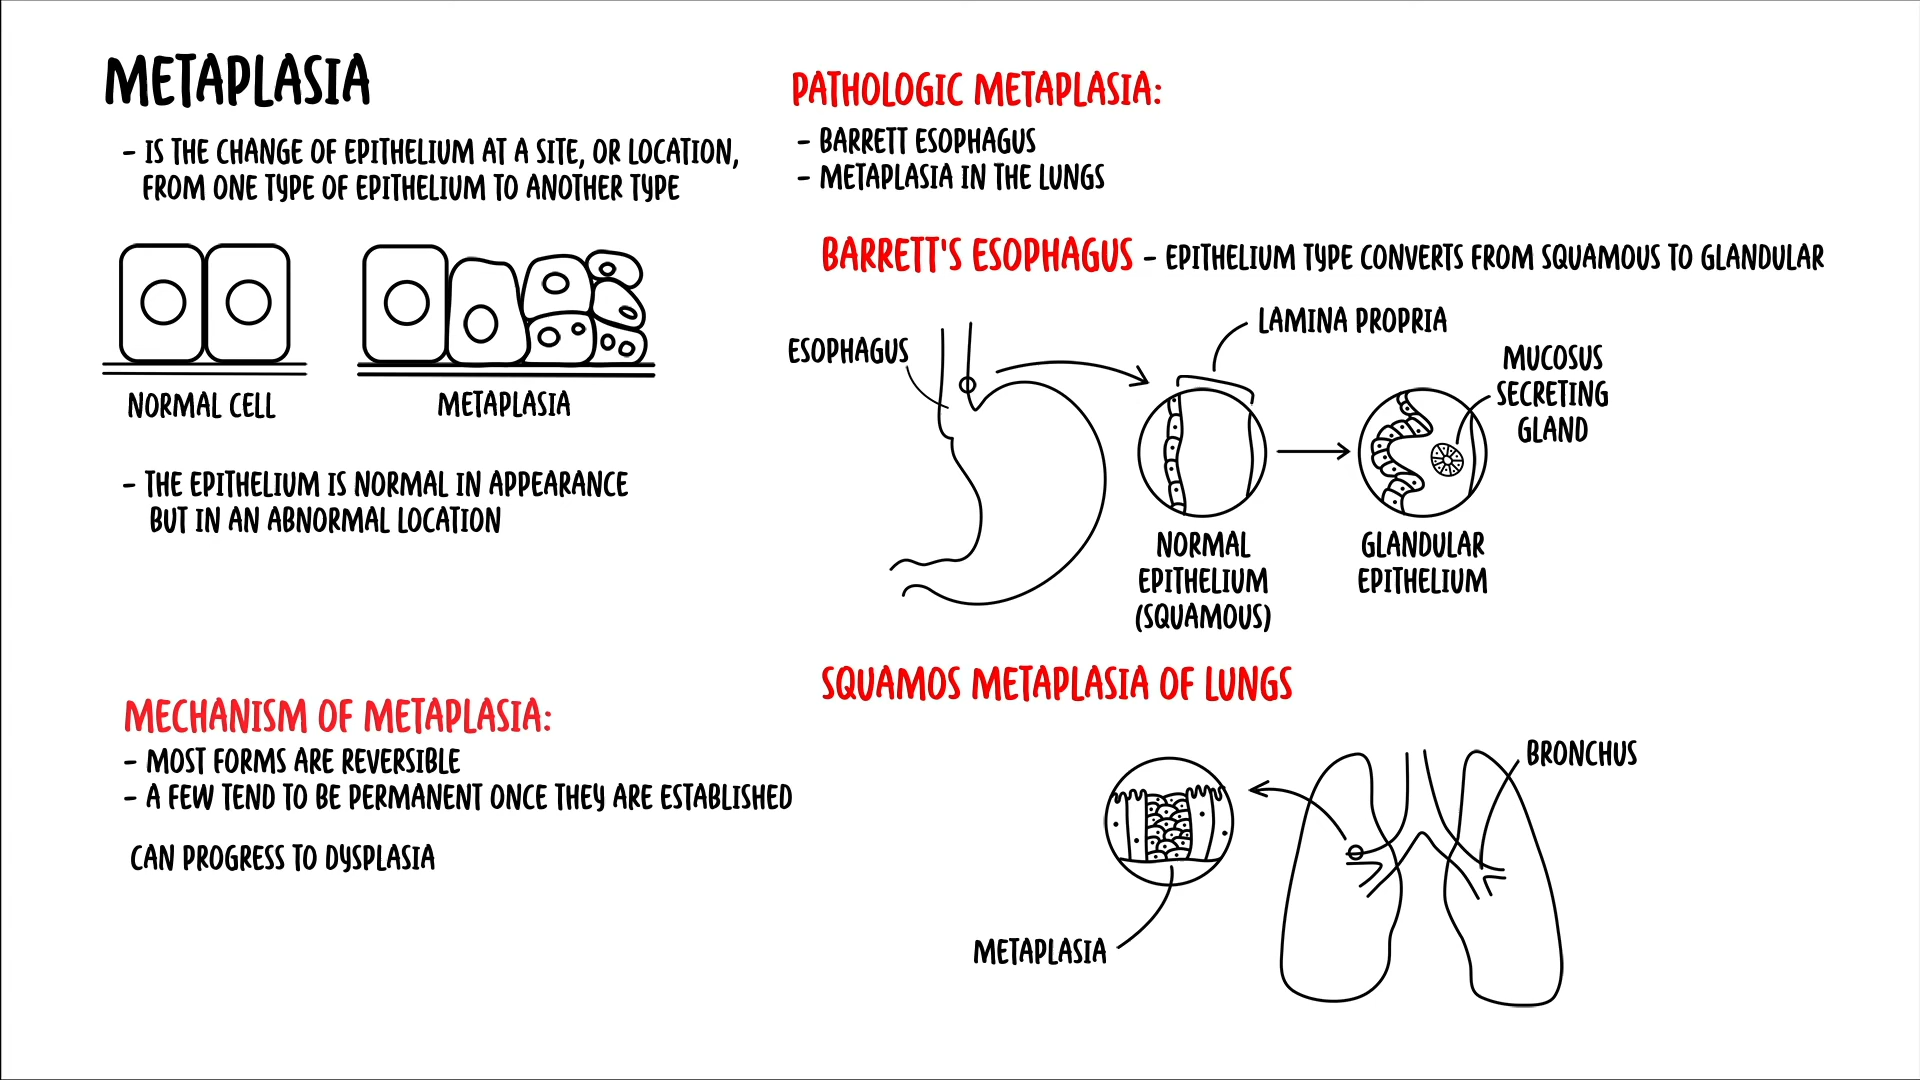 METAPLASIA
- IS THE CHANGE OF EPITHELIUM AT A SITE, OR LOCATION,
FROM ONE TYPE OF EPITHELIUM TO ANOTHER TYPE
NORMAL CELL
METAPLASIA
- THE EPITHELIUM IS NORMAL IN APPEARANCE
BUT IN AN ABNORMAL LOCATION
MECHANISM OF METAPLASIA:
- MOST FORMS ARE REVERSIBLE
- A FEW TEND TO BE PERMANENT ONCE THEY ARE ESTABLISHED
CAN PROGRESS TO DYSPLASIA
PATHOLOGIC METAPLASIA:
- BARRETT ESOPHAGUS
- METAPLASIA IN THE LUNGS
BARRETT'S ESOPHAGUS - EPITHELIUM TYPE CONVERTS FROM SQUAMOUS TO GLANDULAR
ESOPHAGUS
LAMINA PROPRIA
MUCOSUS
SECRETING
GLAND
NORMAL
EPITHELIUM
(SQUAMOUS)
GLANDULAR
EPITHELIUM
SQUAMOS METAPLASIA OF LUNGS
BRONCHUS
METAPLASIA